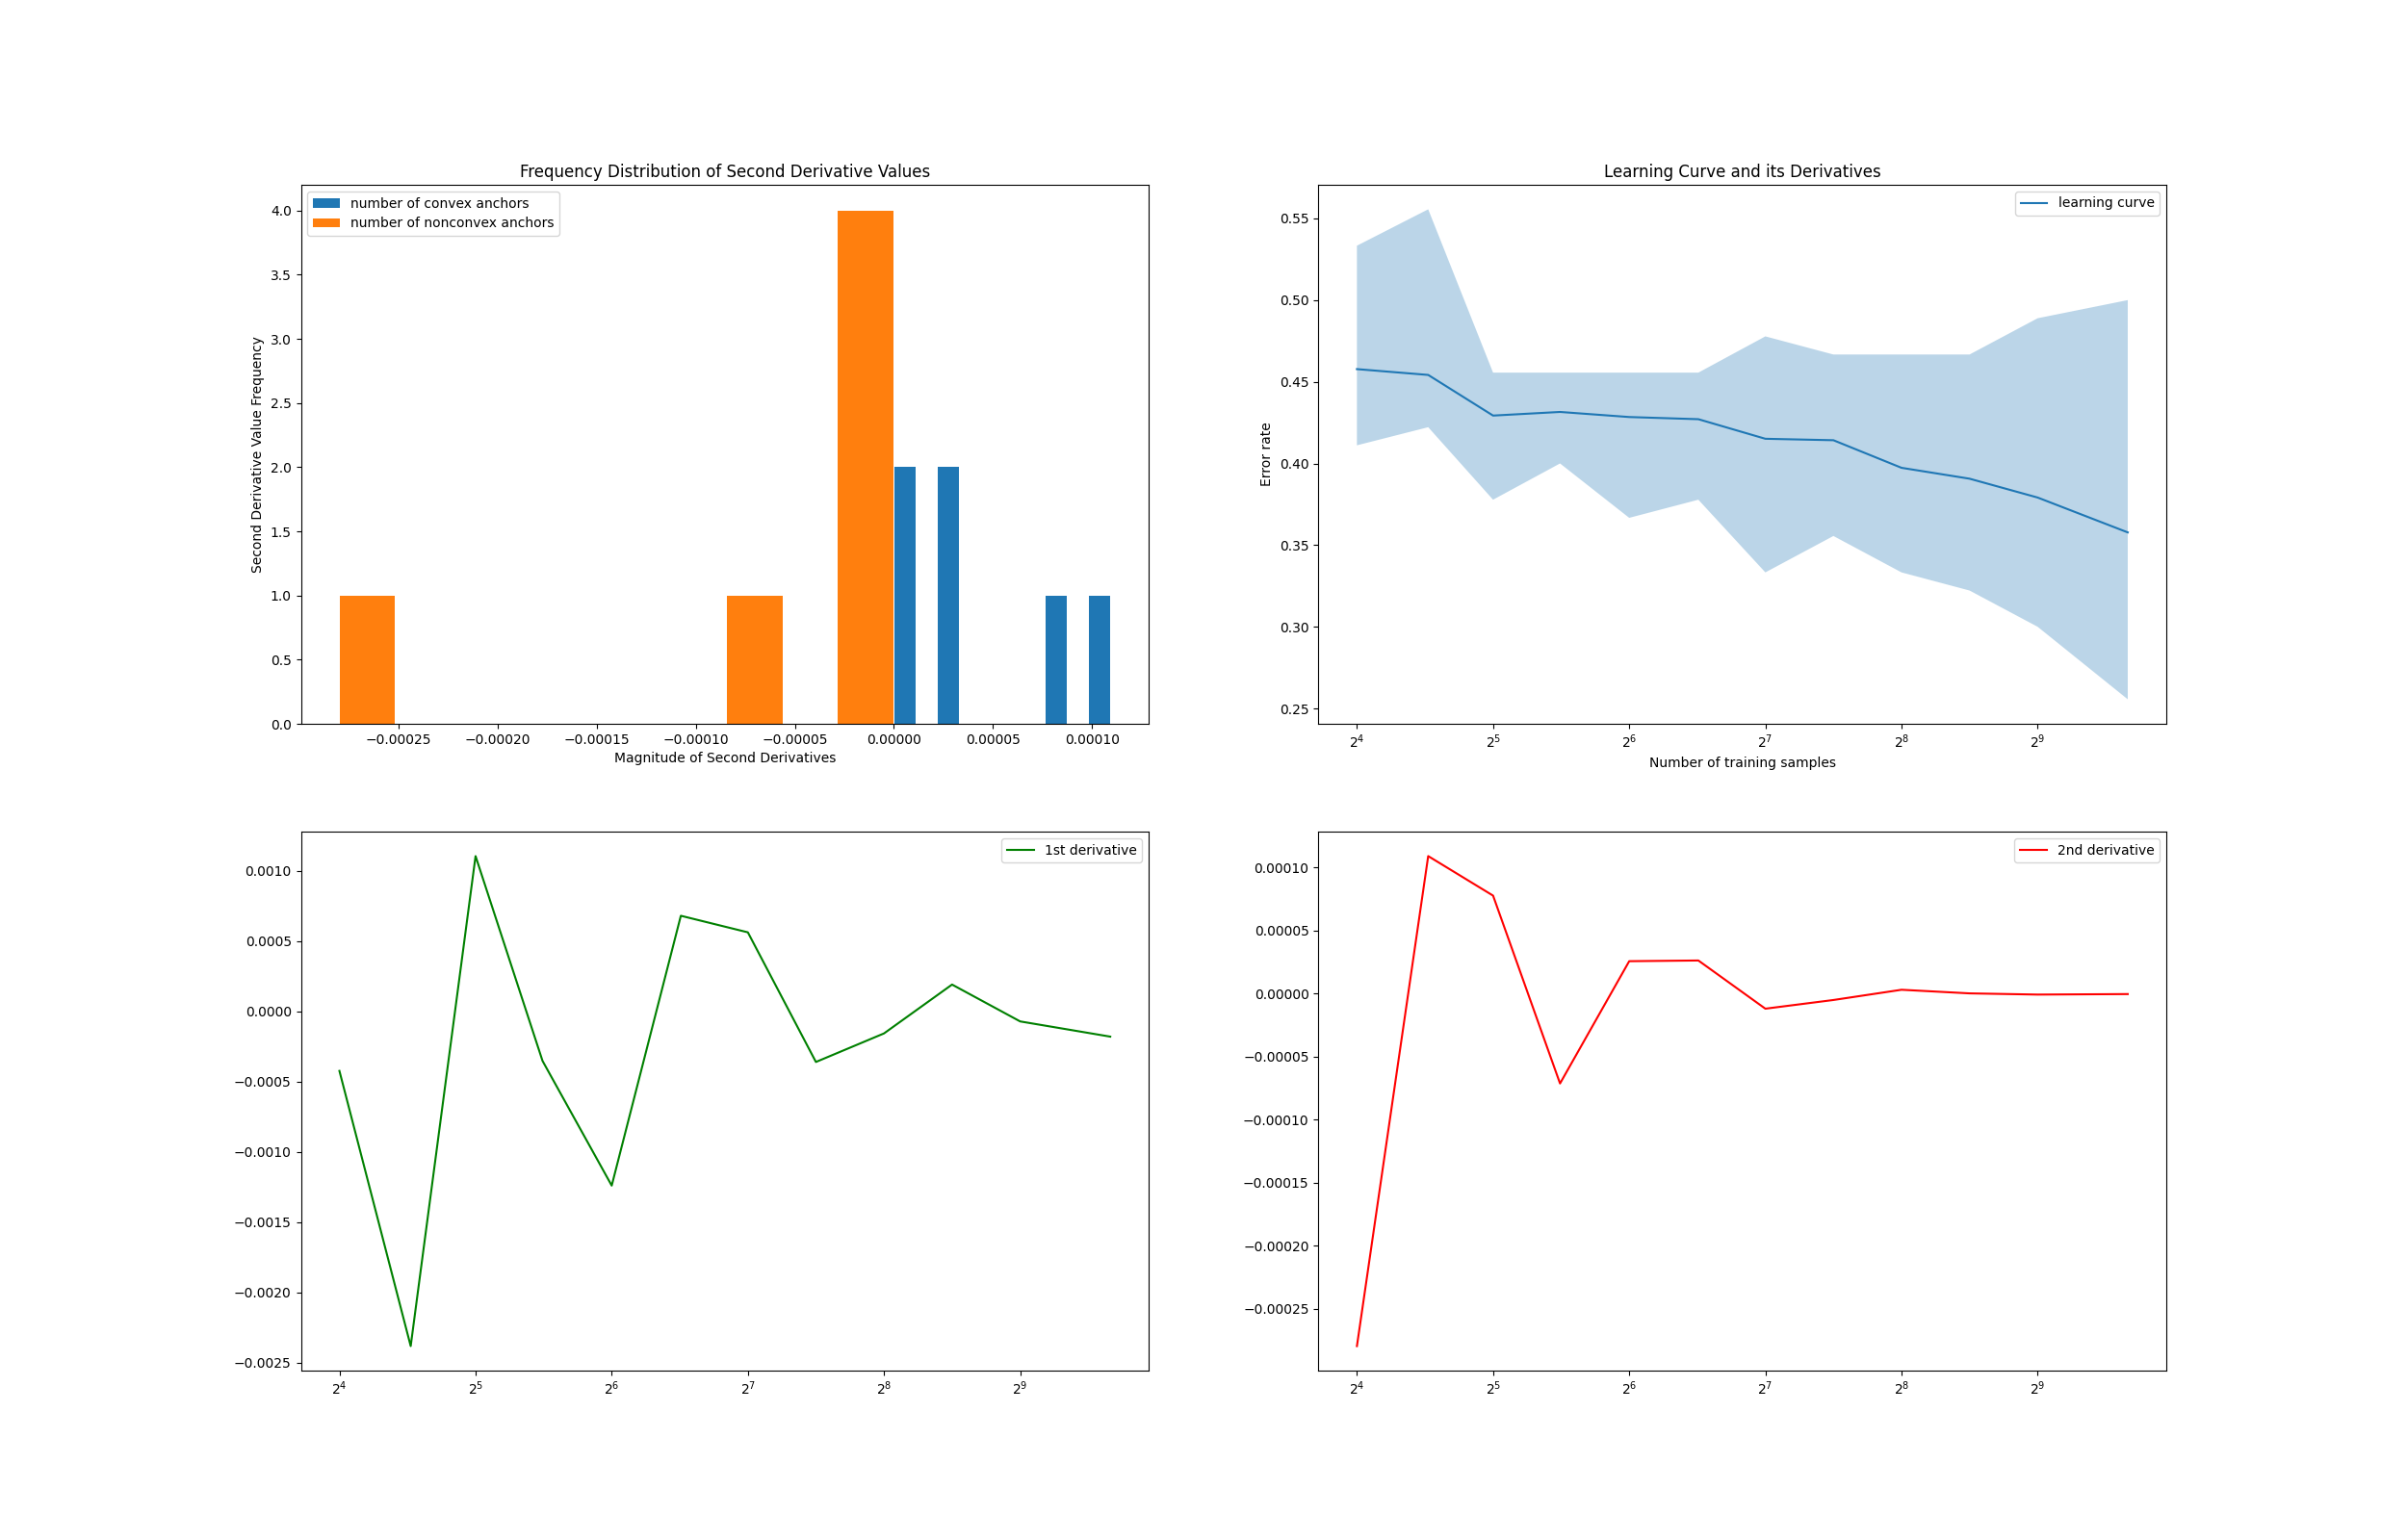 Frequency Distribution of Second Derivative Values
number of convex anchors
number of nonconvex anchors
4.0
3.5
3.0
2.5
2.0
1.5
1.0
0.5
0.0
Second Derivative Value Frequency
−0.00025 −0.00020 −0.00015 −0.00010 −0.00005 0.00000 0.00005 0.00010
Magnitude of Second Derivatives
Learning Curve and its Derivatives
learning curve
0.55
0.50
0.45
0.40
0.35
0.30
0.25
Error rate
2⁴ 2⁵ 2⁶ 2⁷ 2⁸ 2⁹
Number of training samples
1st derivative
0.0010
0.0005
0.0000
−0.0005
−0.0010
−0.0015
−0.0020
−0.0025
2⁴ 2⁵ 2⁶ 2⁷ 2⁸ 2⁹
2nd derivative
0.00010
0.00005
0.00000
−0.00005
−0.00010
−0.00015
−0.00020
−0.00025
2⁴ 2⁵ 2⁶ 2⁷ 2⁸ 2⁹